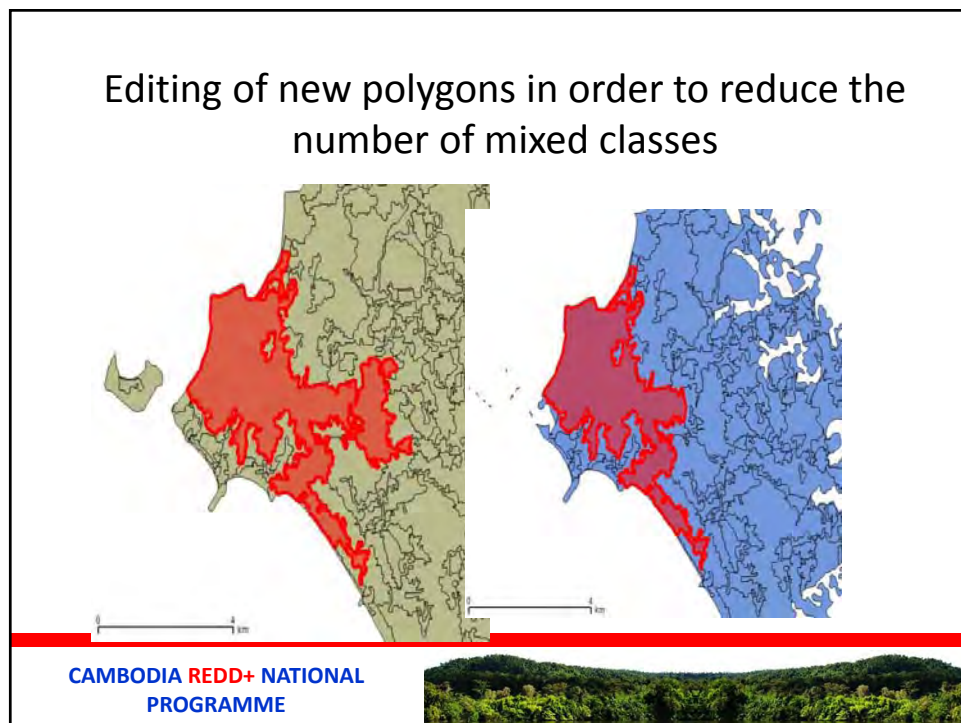 Editing of new polygons in order to reduce the
number of mixed classes
0 4
km
0 4
km
CAMBODIA REDD+ NATIONAL
PROGRAMME